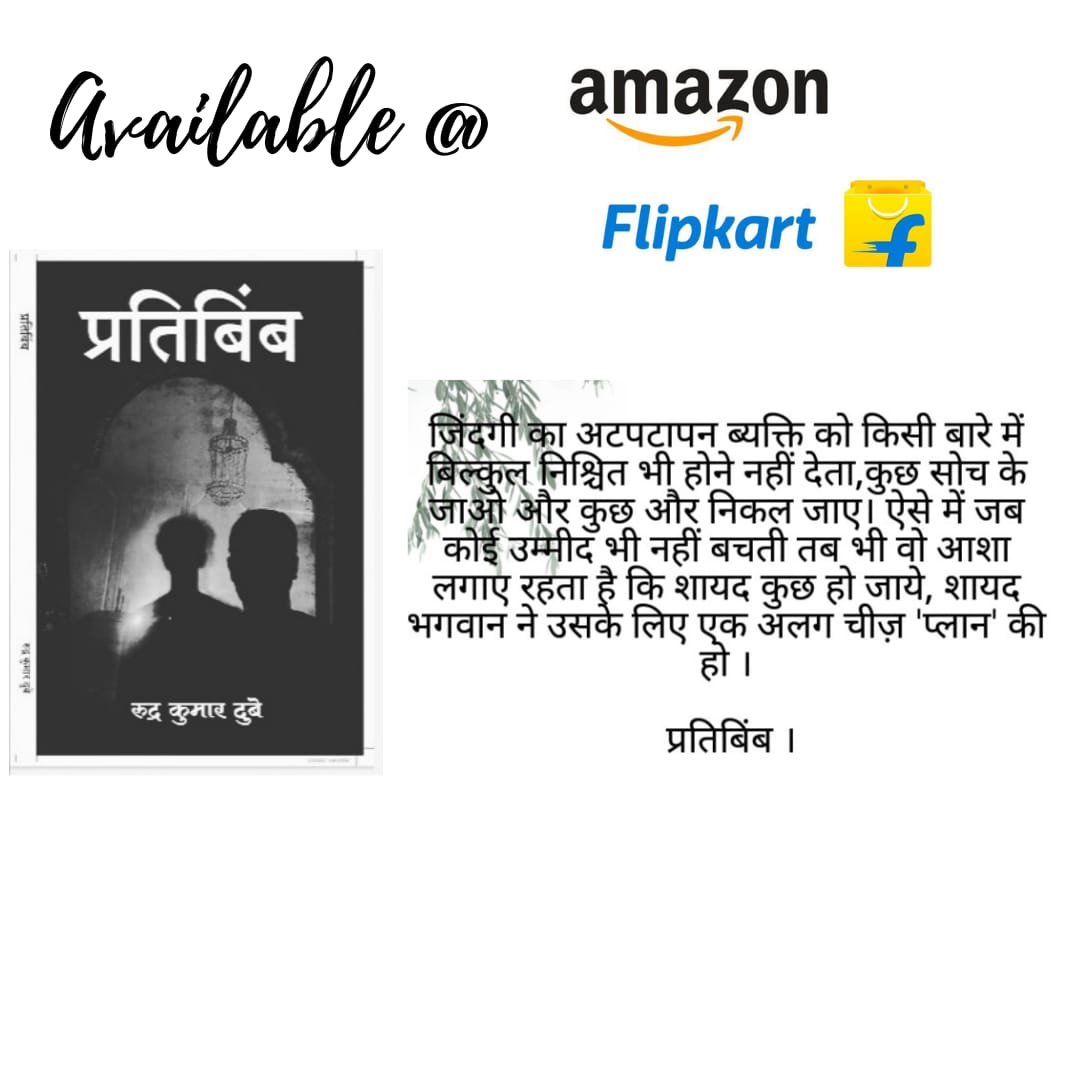 Available @
amazon
Flipkart
f
प्रतिबिंब
प्रतिबिंब
रुद्र कुमार दुबे
रुद्र कुमार दुबे
ज़िंदगी का अटपटापन ब्यक्ति को किसी बारे में
बिल्कुल निश्चित भी होने नहीं देता,कुछ सोच के
जाओ और कुछ और निकल जाए। ऐसे में जब
कोई उम्मीद भी नहीं बचती तब भी वो आशा
लगाए रहता है कि शायद कुछ हो जाये, शायद
भगवान ने उसके लिए एक अलग चीज़ 'प्लान' की
हो ।
प्रतिबिंब ।